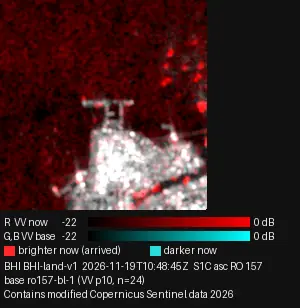 R VV now -22 0 dB
G,B VV base -22 0 dB
brighter now (arrived) darker now
BHI BHI-land-v1 2026-11-19T10:48:45Z S1C asc RO 157
base ro157-bl-1 (VV p10, n=24)
Contains modified Copernicus Sentinel data 2026